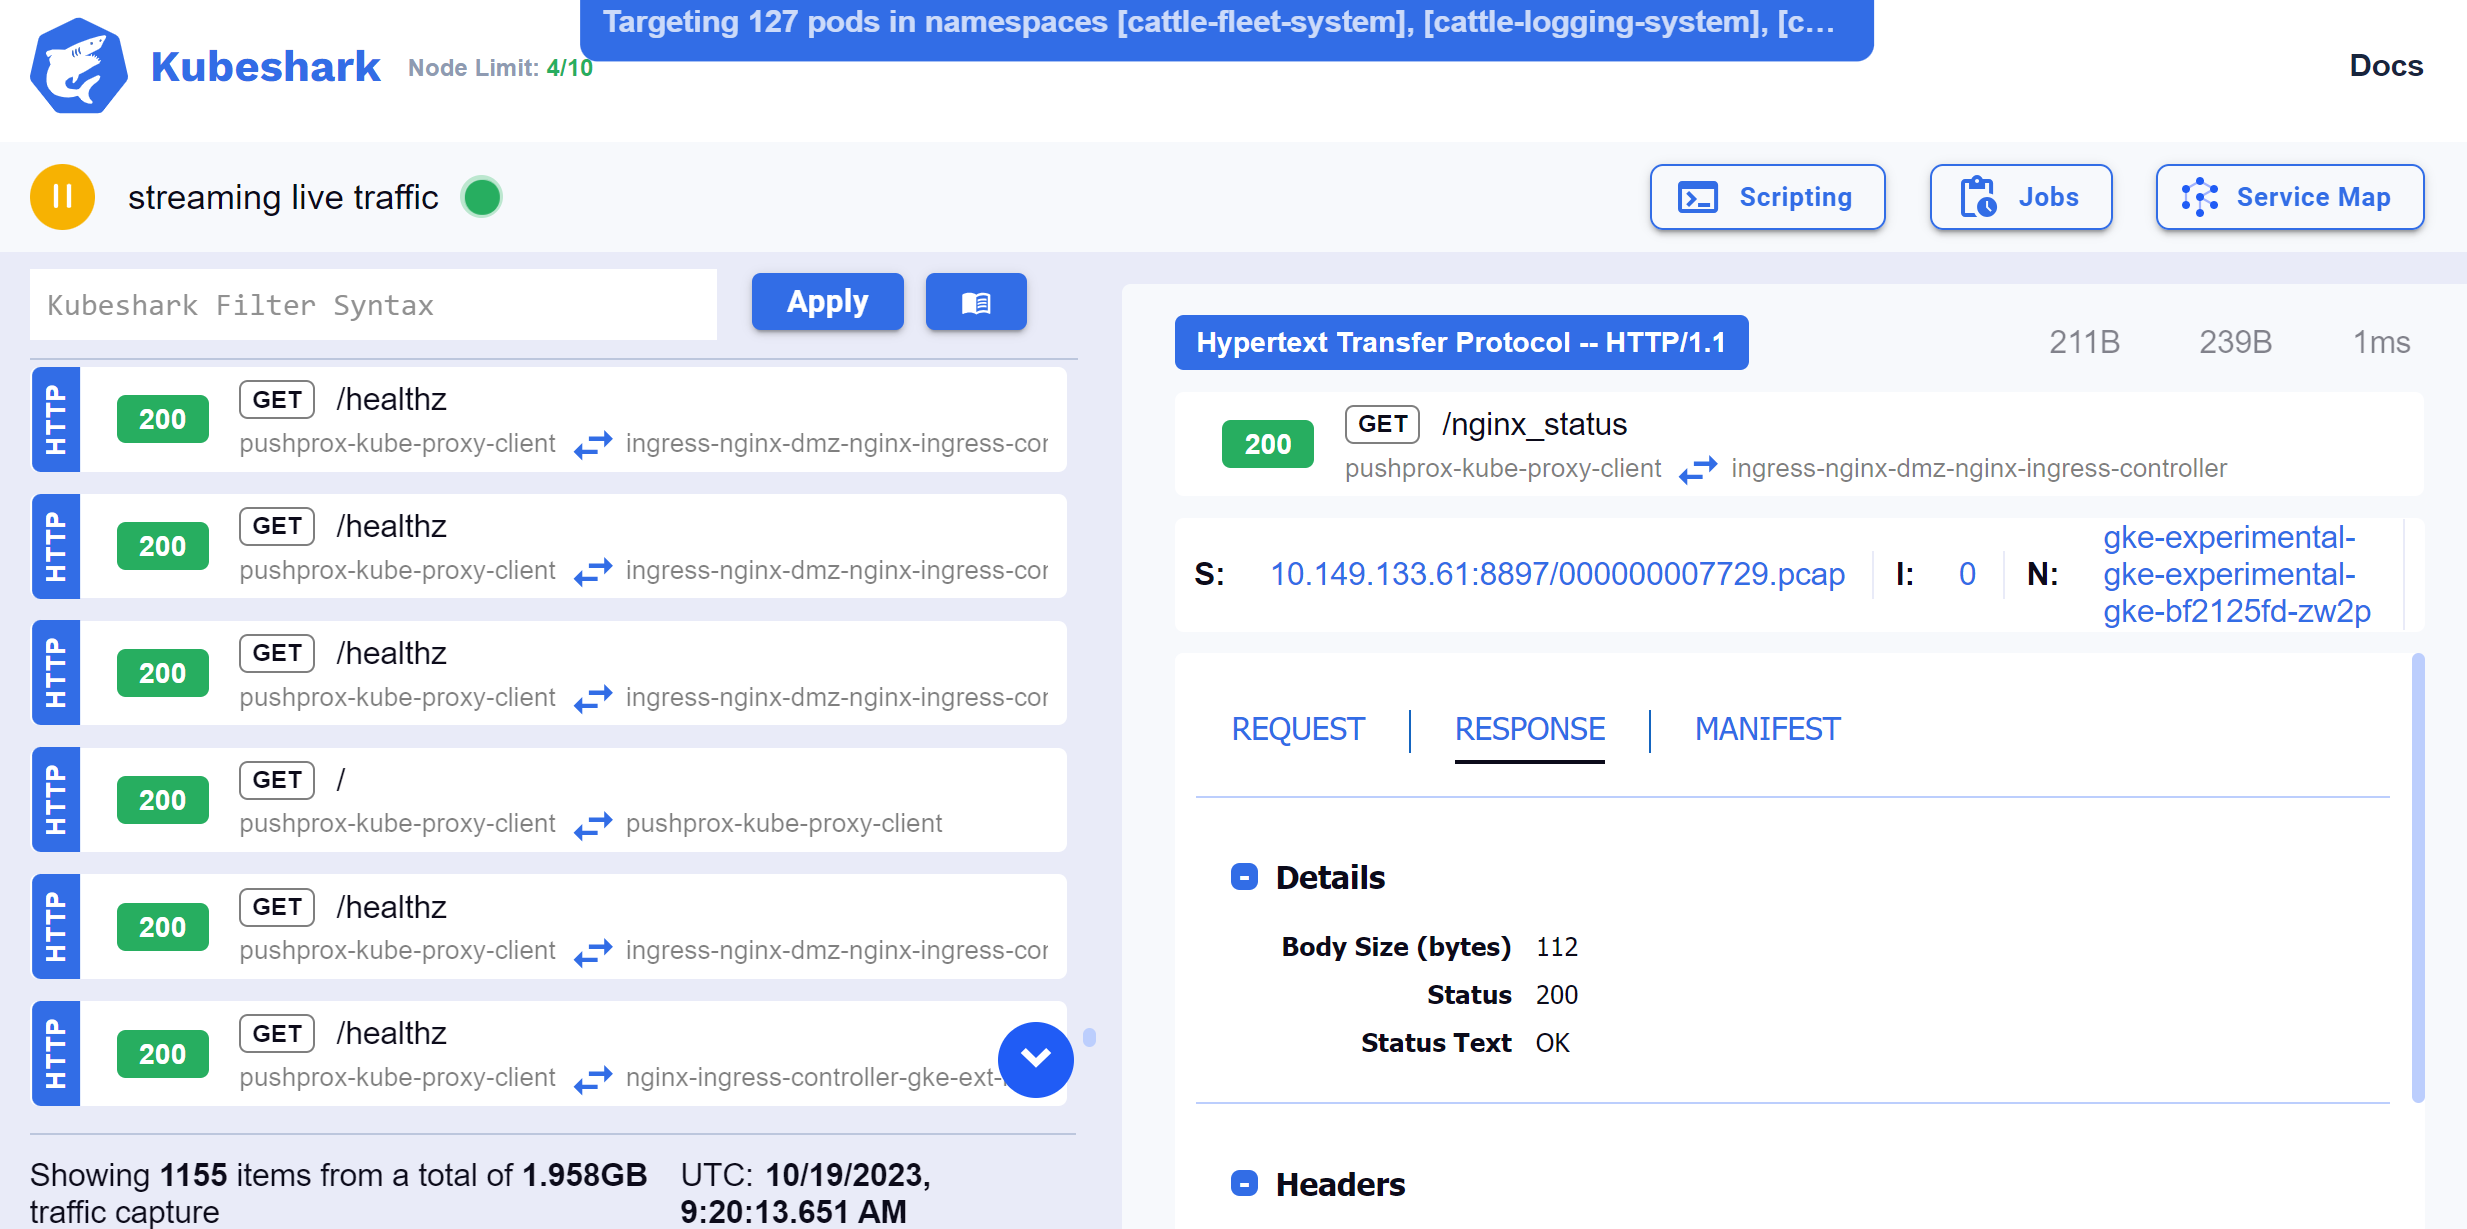 Targeting 127 pods in namespaces [cattle-fleet-system], [cattle-logging-system], [c...
Kubeshark
Node Limit: 4/10
Docs
streaming live traffic
Scripting
Jobs
Service Map
Kubeshark Filter Syntax
Apply
HTTP
200
GET /healthz
pushprox-kube-proxy-client ingress-nginx-dmz-nginx-ingress-cor
HTTP
200
GET /healthz
pushprox-kube-proxy-client ingress-nginx-dmz-nginx-ingress-cor
HTTP
200
GET /healthz
pushprox-kube-proxy-client ingress-nginx-dmz-nginx-ingress-cor
HTTP
200
GET /
pushprox-kube-proxy-client pushprox-kube-proxy-client
HTTP
200
GET /healthz
pushprox-kube-proxy-client ingress-nginx-dmz-nginx-ingress-cor
HTTP
200
GET /healthz
pushprox-kube-proxy-client nginx-ingress-controller-gke-ext-
Showing 1155 items from a total of 1.958GB
traffic capture
UTC: 10/19/2023,
9:20:13.651 AM
Hypertext Transfer Protocol -- HTTP/1.1
211B 239B 1ms
200
GET /nginx_status
pushprox-kube-proxy-client ingress-nginx-dmz-nginx-ingress-controller
S: 10.149.133.61:8897/000000007729.pcap I: 0 N:
gke-experimental-
gke-experimental-
gke-bf2125fd-zw2p
REQUEST RESPONSE MANIFEST
- Details
Body Size (bytes) 112
Status 200
Status Text OK
- Headers